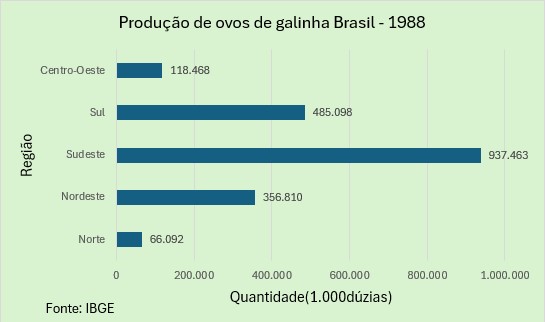 Produção de ovos de galinha Brasil - 1988
Região
Centro-Oeste 118.468
Sul 485.098
Sudeste 937.463
Nordeste 356.810
Norte 66.092
0 200.000 400.000 600.000 800.000 1.000.000
Quantidade(1.000dúzias)
Fonte: IBGE